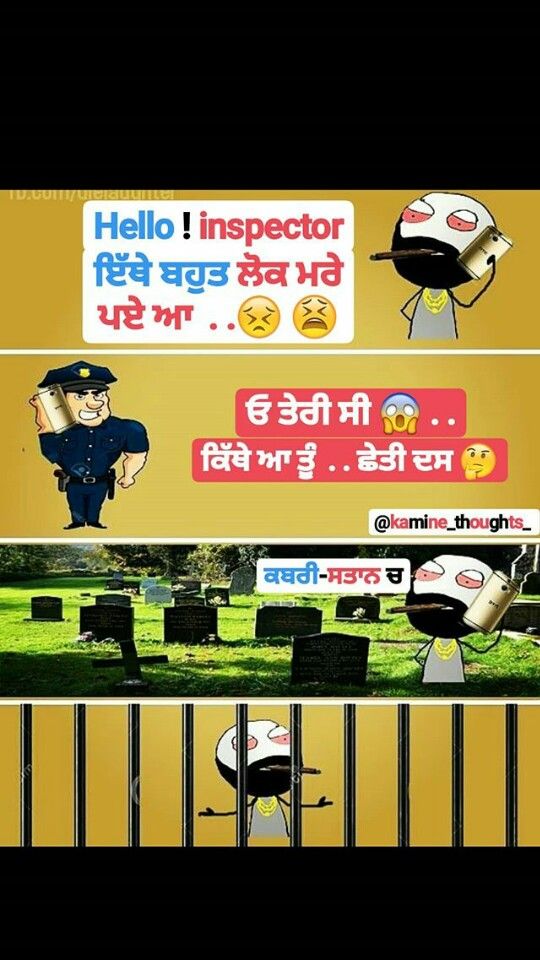 Hello ! inspector
ਇੱਥੇ ਬਹੁਤ ਲੋਕ ਮਰੇ
ਪਏ ਆ . .
ਓ ਤੇਰੀ ਸੀ . .
ਕਿੱਥੇ ਆ ਤੂੰ . . ਛੇਤੀ ਦਸ
@kamine_thoughts_
ਕਬਰੀ-ਸਤਾਨ ਚ